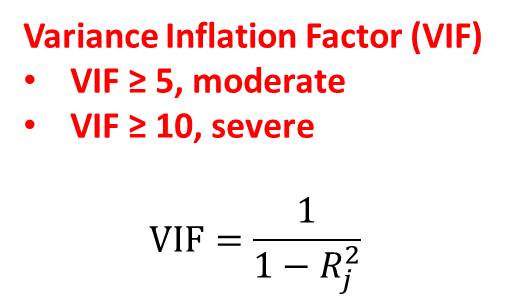 Variance Inflation Factor (VIF)
• VIF ≥ 5, moderate
• VIF ≥ 10, severe
VIF = 1 / (1 − R_j^2)